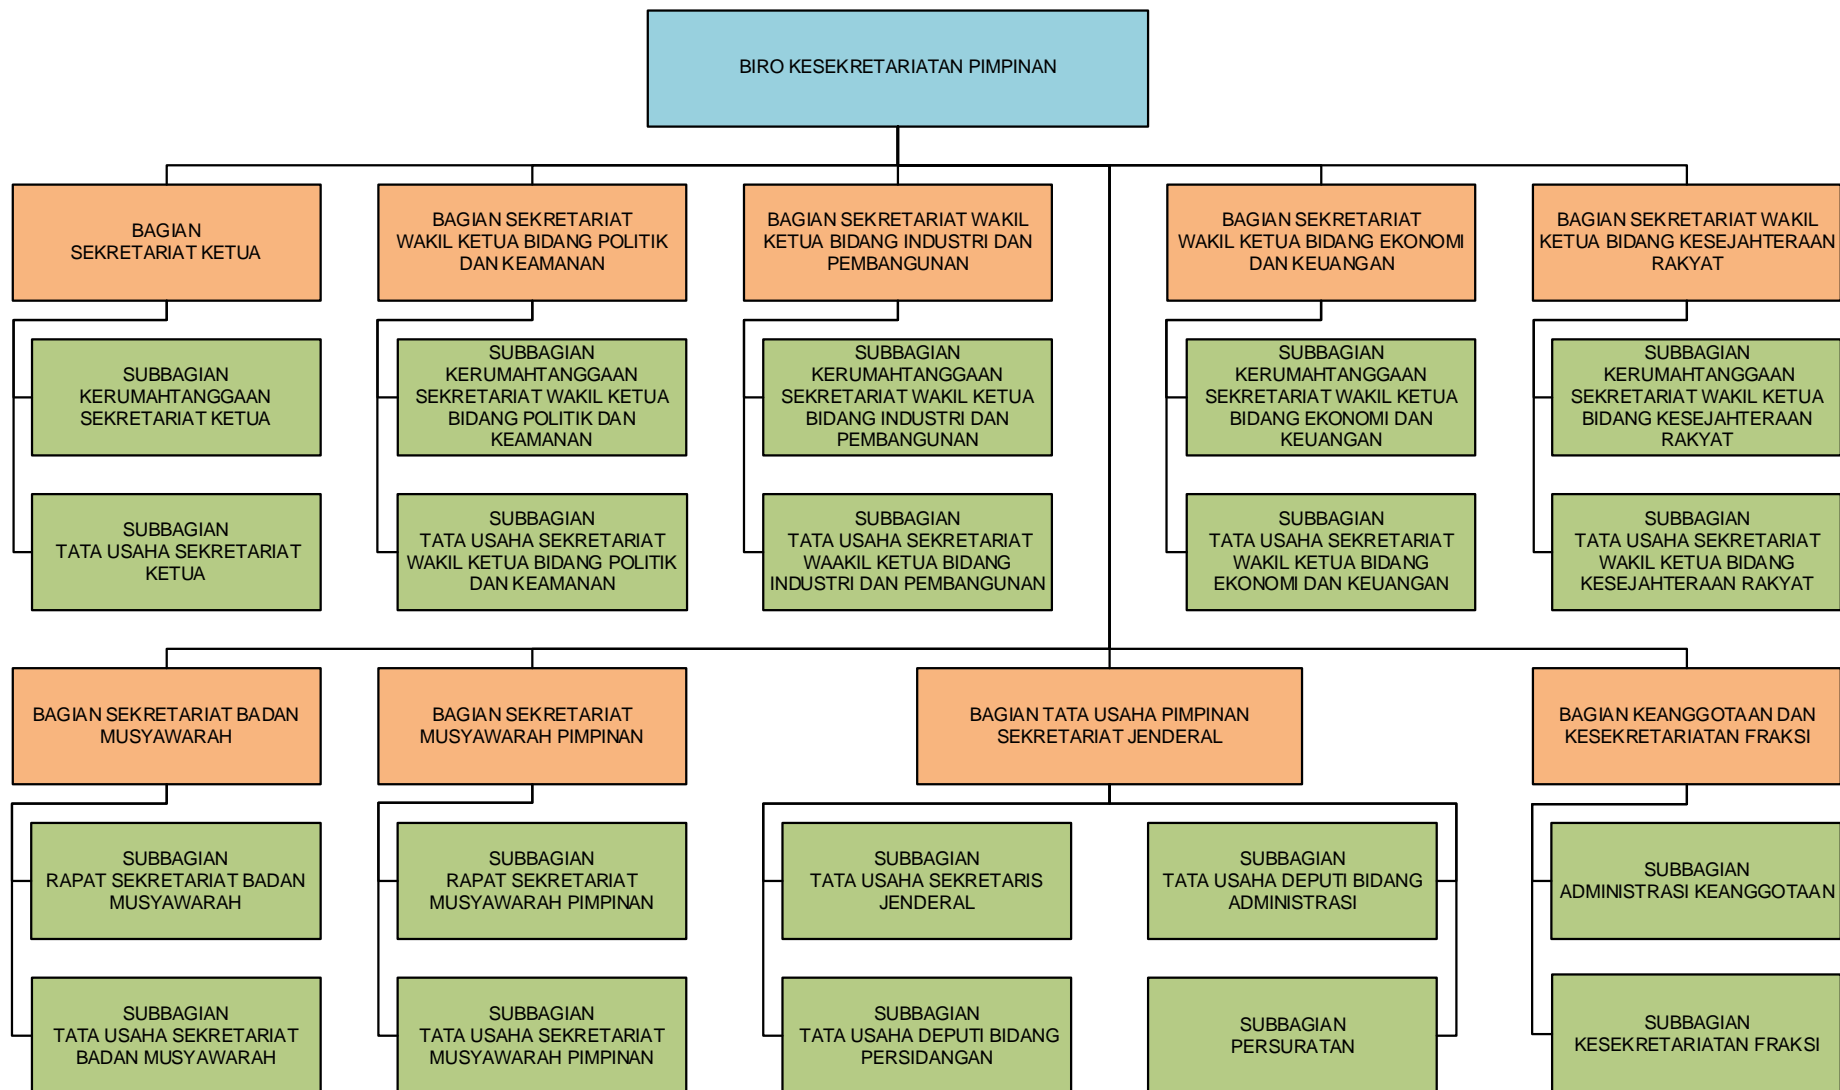 BIRO KESEKRETARIATAN PIMPINAN
BAGIAN
SEKRETARIAT KETUA
BAGIAN SEKRETARIAT
WAKIL KETUA BIDANG POLITIK
DAN KEAMANAN
BAGIAN SEKRETARIAT WAKIL
KETUA BIDANG INDUSTRI DAN
PEMBANGUNAN
BAGIAN SEKRETARIAT
WAKIL KETUA BIDANG EKONOMI
DAN KEUANGAN
BAGIAN SEKRETARIAT WAKIL
KETUA BIDANG KESEJAHTERAAN
RAKYAT
SUBBAGIAN
KERUMAHTANGGAAN
SEKRETARIAT KETUA
SUBBAGIAN
KERUMAHTANGGAAN
SEKRETARIAT WAKIL KETUA
BIDANG POLITIK DAN
KEAMANAN
SUBBAGIAN
KERUMAHTANGGAAN
SEKRETARIAT WAKIL KETUA
BIDANG INDUSTRI DAN
PEMBANGUNAN
SUBBAGIAN
KERUMAHTANGGAAN
SEKRETARIAT WAKIL KETUA
BIDANG EKONOMI DAN
KEUANGAN
SUBBAGIAN
KERUMAHTANGGAAN
SEKRETARIAT WAKIL KETUA
BIDANG KESEJAHTERAAN
RAKYAT
SUBBAGIAN
TATA USAHA SEKRETARIAT
KETUA
SUBBAGIAN
TATA USAHA SEKRETARIAT
WAKIL KETUA BIDANG POLITIK
DAN KEAMANAN
SUBBAGIAN
TATA USAHA SEKRETARIAT
WAAKIL KETUA BIDANG
INDUSTRI DAN PEMBANGUNAN
SUBBAGIAN
TATA USAHA SEKRETARIAT
WAKIL KETUA BIDANG
EKONOMI DAN KEUANGAN
SUBBAGIAN
TATA USAHA SEKRETARIAT
WAKIL KETUA BIDANG
KESEJAHTERAAN RAKYAT
BAGIAN SEKRETARIAT BADAN
MUSYAWARAH
BAGIAN SEKRETARIAT
MUSYAWARAH PIMPINAN
BAGIAN TATA USAHA PIMPINAN
SEKRETARIAT JENDERAL
BAGIAN KEANGGOTAAN DAN
KESEKRETARIATAN FRAKSI
SUBBAGIAN
RAPAT SEKRETARIAT BADAN
MUSYAWARAH
SUBBAGIAN
RAPAT SEKRETARIAT
MUSYAWARAH PIMPINAN
SUBBAGIAN
TATA USAHA SEKRETARIS
JENDERAL
SUBBAGIAN
TATA USAHA DEPUTI BIDANG
ADMINISTRASI
SUBBAGIAN
ADMINISTRASI KEANGGOTAAN
SUBBAGIAN
TATA USAHA SEKRETARIAT
BADAN MUSYAWARAH
SUBBAGIAN
TATA USAHA SEKRETARIAT
MUSYAWARAH PIMPINAN
SUBBAGIAN
TATA USAHA DEPUTI BIDANG
PERSIDANGAN
SUBBAGIAN
PERSURATAN
SUBBAGIAN
KESEKRETARIATAN FRAKSI